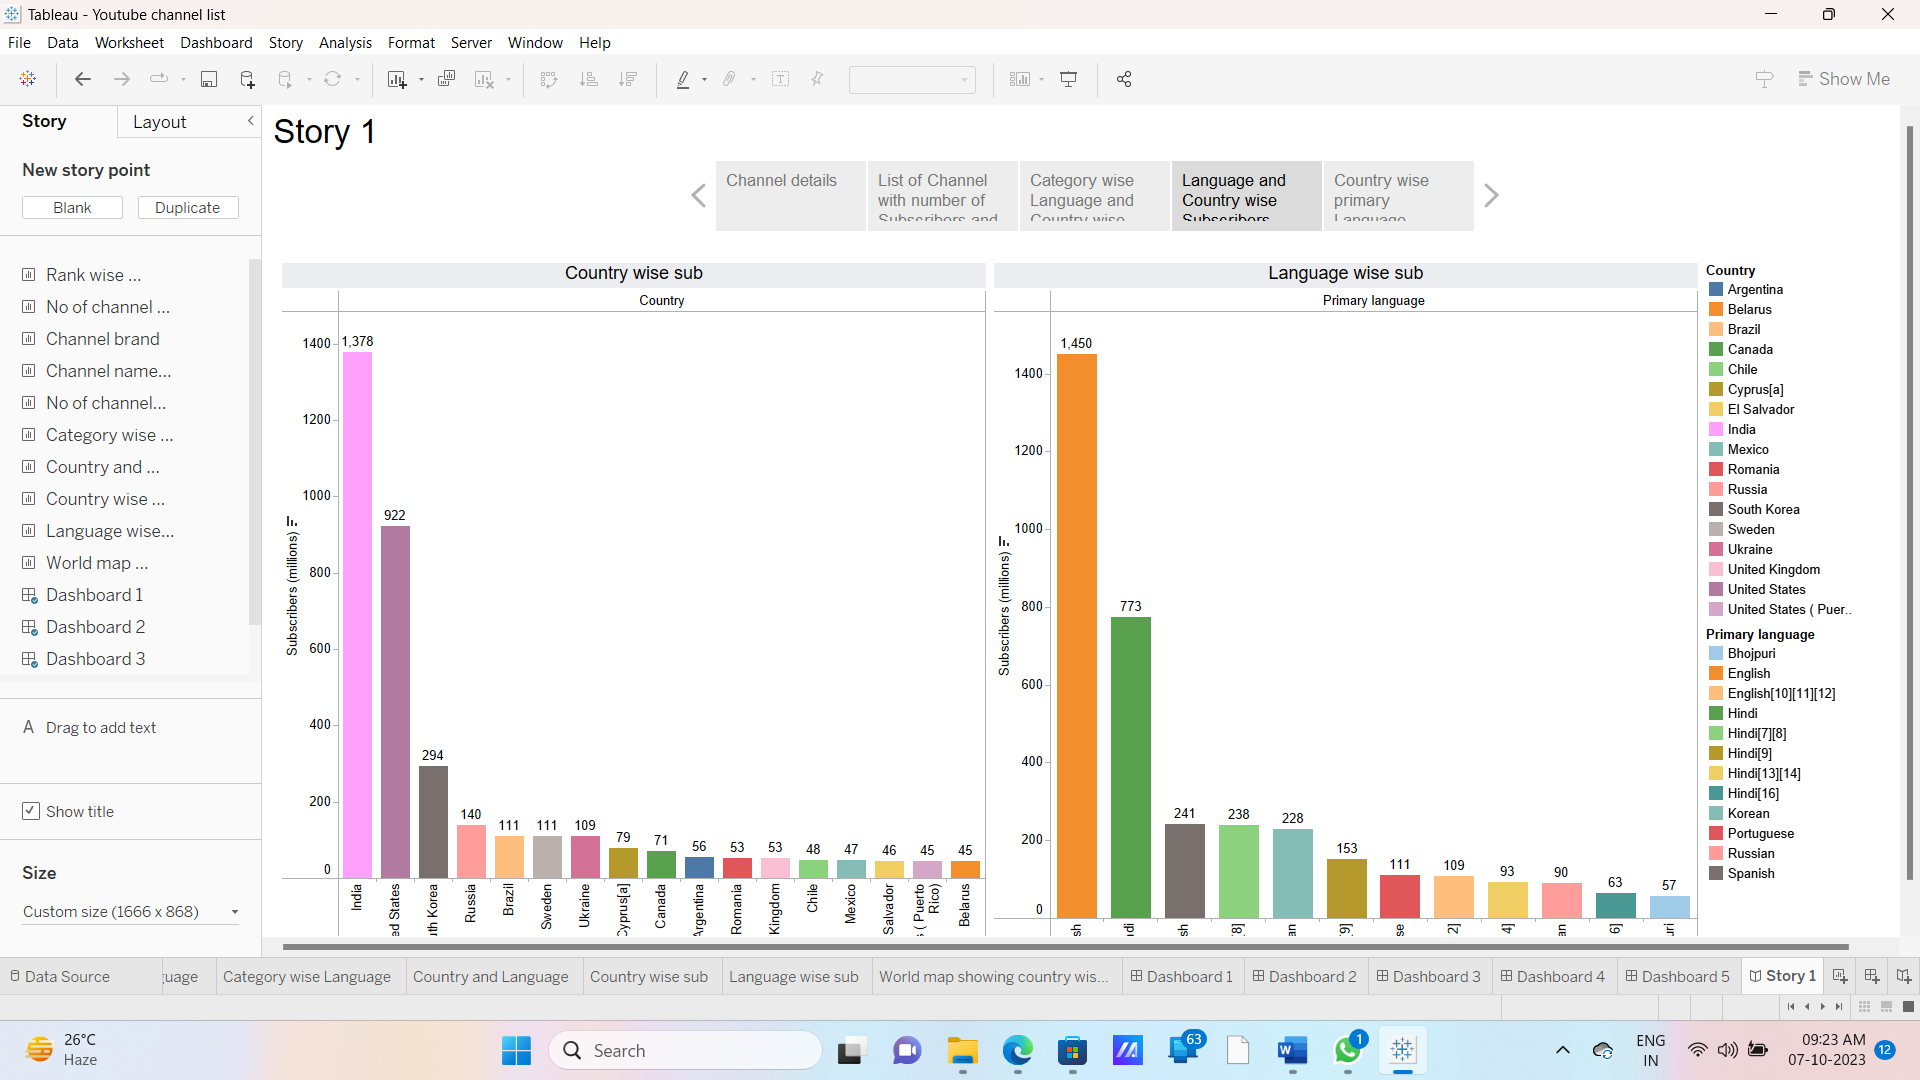 Tableau - Youtube channel list
File Data Worksheet Dashboard Story Analysis Format Server Window Help
Show Me
Story Layout
New story point
Blank Duplicate
Rank wise ...
No of channel ...
Channel brand
Channel name...
No of channel...
Category wise ...
Country and ...
Country wise ...
Language wise...
World map ...
Dashboard 1
Dashboard 2
Dashboard 3
A Drag to add text
Show title
Size
Custom size (1666 x 868)
Story 1
Channel details
List of Channel
with number of
Subscribers and
Category wise
Language and
Country wise
Language and
Country wise
Subscribers
Country wise
primary
Language
Country wise sub
Country
Subscribers (millions)
1400
1200
1000
800
600
400
200
0
1,378
922
294
140
111
111
109
79
71
56
53
53
48
47
46
45
45
India
ed States
uth Korea
Russia
Brazil
Sweden
Ukraine
Cyprus[a]
Canada
Argentina
Romania
Kingdom
Chile
Mexico
Salvador
s ( Puerto
Rico)
Belarus
Language wise sub
Primary language
Subscribers (millions)
1400
1200
1000
800
600
400
200
0
1,450
773
241
238
228
153
111
109
93
90
63
57
sh
ndi
sh
[8]
an
[9]
se
2]
4]
an
6]
uri
Country
Argentina
Belarus
Brazil
Canada
Chile
Cyprus[a]
El Salvador
India
Mexico
Romania
Russia
South Korea
Sweden
Ukraine
United Kingdom
United States
United States ( Puer..
Primary language
Bhojpuri
English
English[10][11][12]
Hindi
Hindi[7][8]
Hindi[9]
Hindi[13][14]
Hindi[16]
Korean
Portuguese
Russian
Spanish
Data Source guage Category wise Language Country and Language Country wise sub Language wise sub World map showing country wis... Dashboard 1 Dashboard 2 Dashboard 3 Dashboard 4 Dashboard 5 Story 1
26°C
Haze
Search
63
1
ENG
IN
09:23 AM
07-10-2023
12